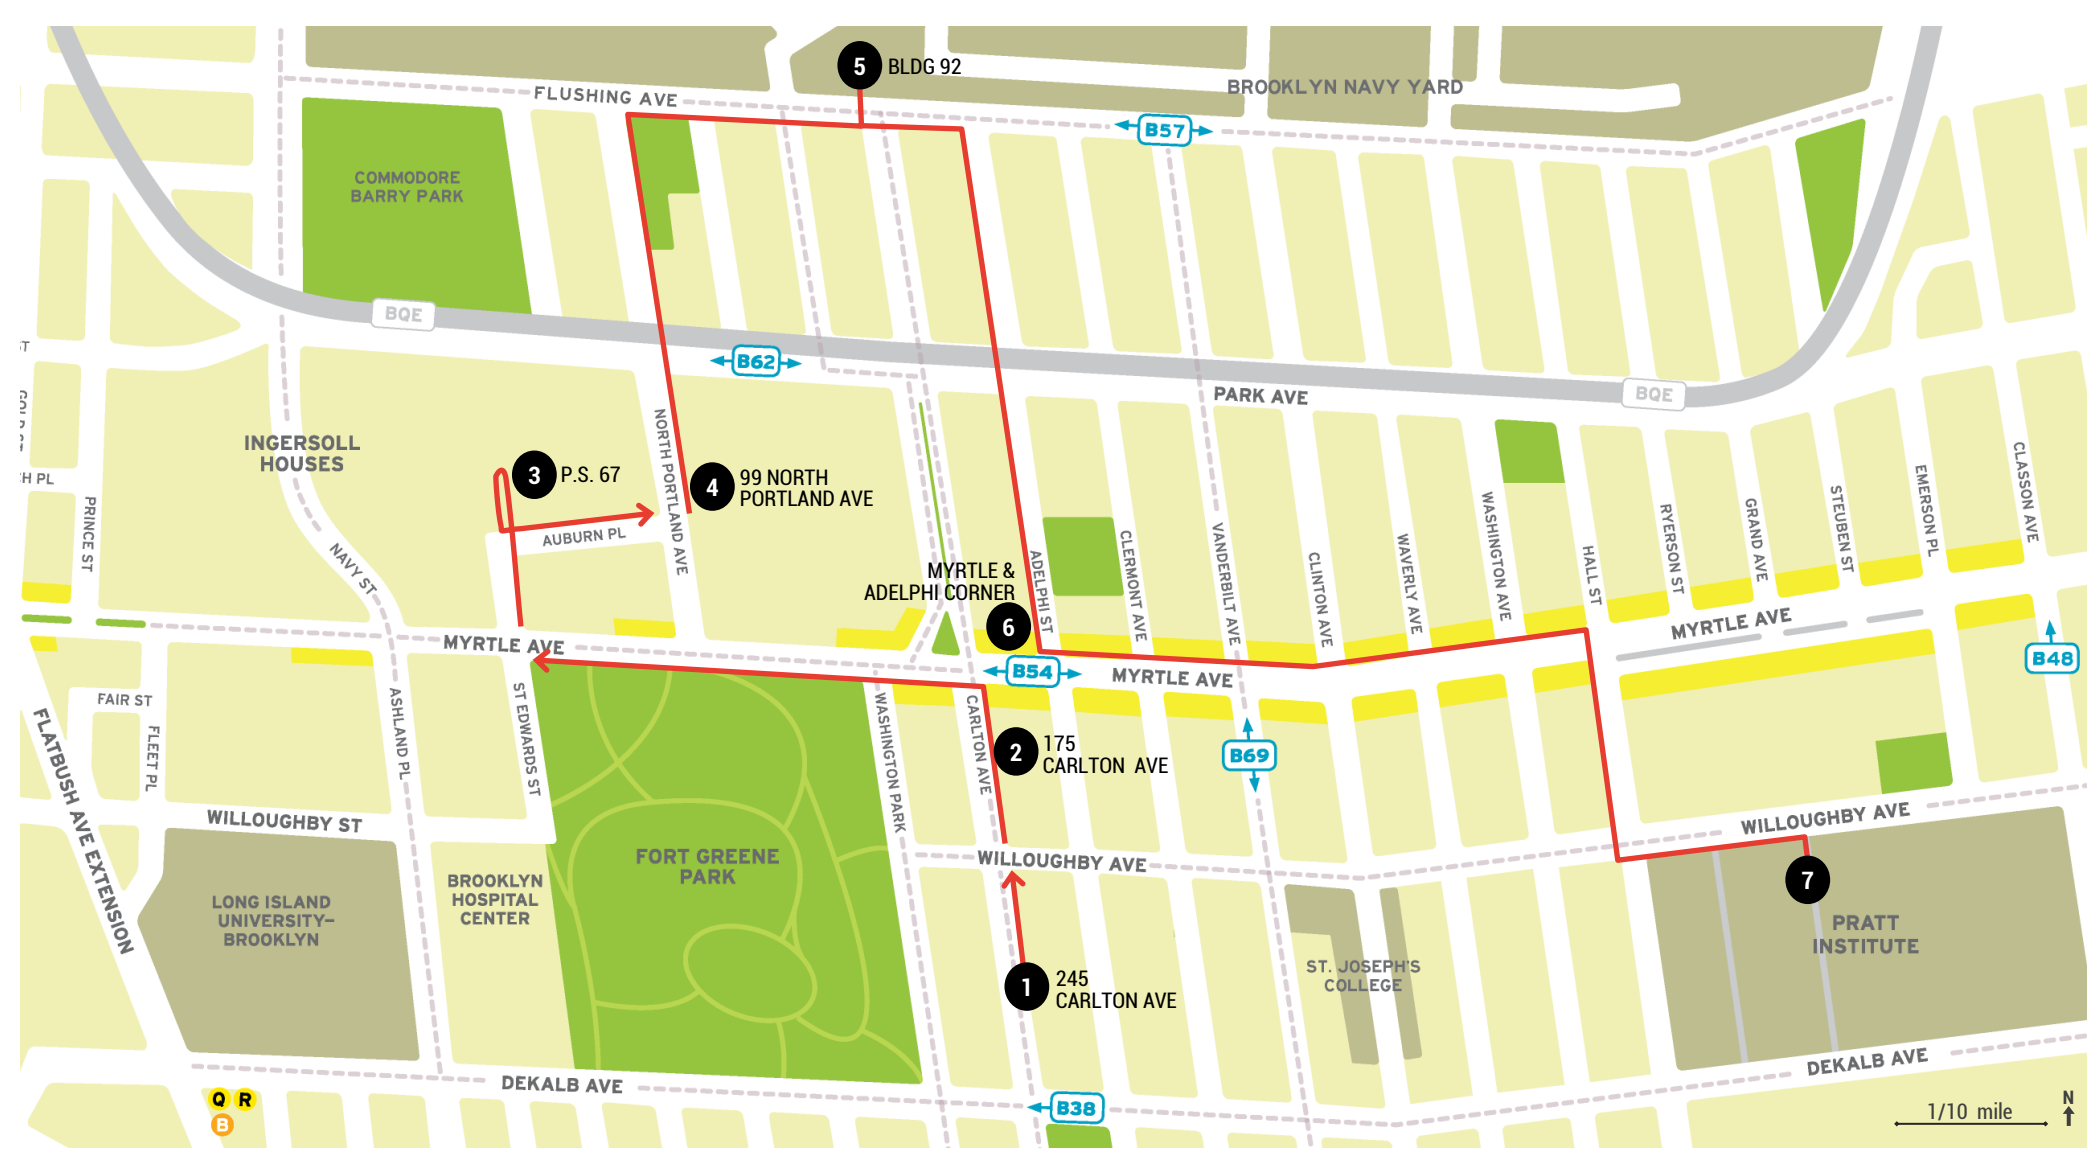 5 BLDG 92
BROOKLYN NAVY YARD
FLUSHING AVE
B57
COMMODORE
BARRY PARK
BQE
B62
PARK AVE
BQE
INGERSOLL
HOUSES
3 P.S. 67
4 99 NORTH
PORTLAND AVE
NORTH PORTLAND AVE
AUBURN PL
H PL
PRINCE ST
NAVY ST
MYRTLE &
ADELPHI CORNER
6
ADELPHI ST
CLERMONT AVE
VANDERBILT AVE
CLINTON AVE
WAVERLY AVE
WASHINGTON AVE
HALL ST
RYERSON ST
GRAND AVE
STEUBEN ST
EMERSON PL
CLASSON AVE
MYRTLE AVE
B54
MYRTLE AVE
MYRTLE AVE
B48
FAIR ST
FLEET PL
FLATBUSH AVE EXTENSION
ASHLAND PL
ST EDWARDS ST
WASHINGTON PARK
CARLTON AVE
2 175
CARLTON AVE
B69
WILLOUGHBY ST
WILLOUGHBY AVE
WILLOUGHBY AVE
FORT GREENE
PARK
LONG ISLAND
UNIVERSITY–
BROOKLYN
BROOKLYN
HOSPITAL
CENTER
1 245
CARLTON AVE
ST. JOSEPH'S
COLLEGE
7
PRATT
INSTITUTE
DEKALB AVE
DEKALB AVE
B38
Q R
B
1/10 mile
N